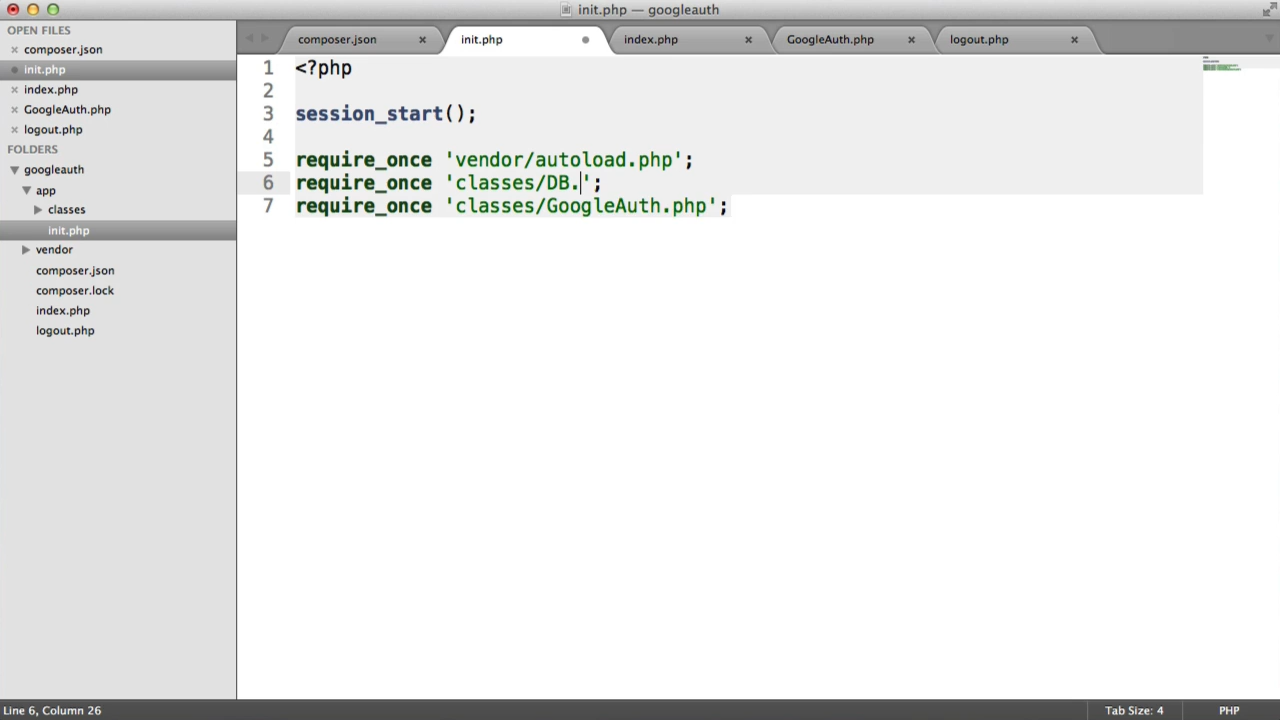 init.php — googleauth
OPEN FILES
composer.json
init.php
index.php
GoogleAuth.php
logout.php
FOLDERS
googleauth
app
classes
init.php
vendor
composer.json
composer.lock
index.php
logout.php
composer.json
init.php
index.php
GoogleAuth.php
logout.php
1 <?php
2
3 session_start();
4
5 require_once 'vendor/autoload.php';
6 require_once 'classes/DB.';
7 require_once 'classes/GoogleAuth.php';
Line 6, Column 26
Tab Size: 4
PHP